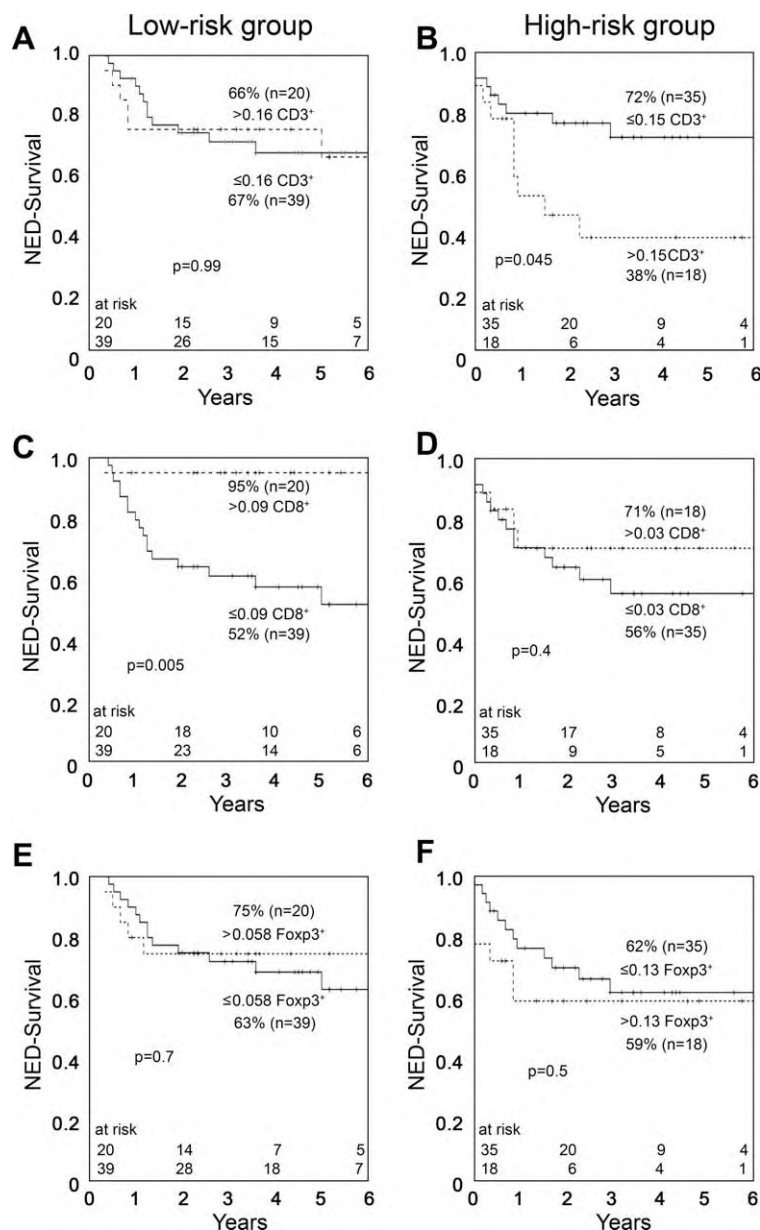 Low-risk group
High-risk group
A
NED-Survival
1.0
0.8
0.6
0.4
0.2
0
66% (n=20)
>0.16 CD3⁺
≤0.16 CD3⁺
67% (n=39)
p=0.99
at risk
20 15 9 5
39 26 15 7
0 1 2 3 4 5 6
Years
B
NED-Survival
1.0
0.8
0.6
0.4
0.2
0
72% (n=35)
≤0.15 CD3⁺
>0.15CD3⁺
38% (n=18)
p=0.045
at risk
35 20 9 4
18 6 4 1
0 1 2 3 4 5 6
Years
C
NED-Survival
1.0
0.8
0.6
0.4
0.2
0
95% (n=20)
>0.09 CD8⁺
≤0.09 CD8⁺
52% (n=39)
p=0.005
at risk
20 18 10 6
39 23 14 6
0 1 2 3 4 5 6
Years
D
NED-Survival
1.0
0.8
0.6
0.4
0.2
0
71% (n=18)
>0.03 CD8⁺
≤0.03 CD8⁺
56% (n=35)
p=0.4
at risk
35 17 8 4
18 9 5 1
0 1 2 3 4 5 6
Years
E
NED-Survival
1.0
0.8
0.6
0.4
0.2
0
75% (n=20)
>0.058 Foxp3⁺
≤0.058 Foxp3⁺
63% (n=39)
p=0.7
at risk
20 14 7 5
39 28 18 7
0 1 2 3 4 5 6
Years
F
NED-Survival
1.0
0.8
0.6
0.4
0.2
0
62% (n=35)
≤0.13 Foxp3⁺
>0.13 Foxp3⁺
59% (n=18)
p=0.5
at risk
35 20 9 4
18 6 4 1
0 1 2 3 4 5 6
Years